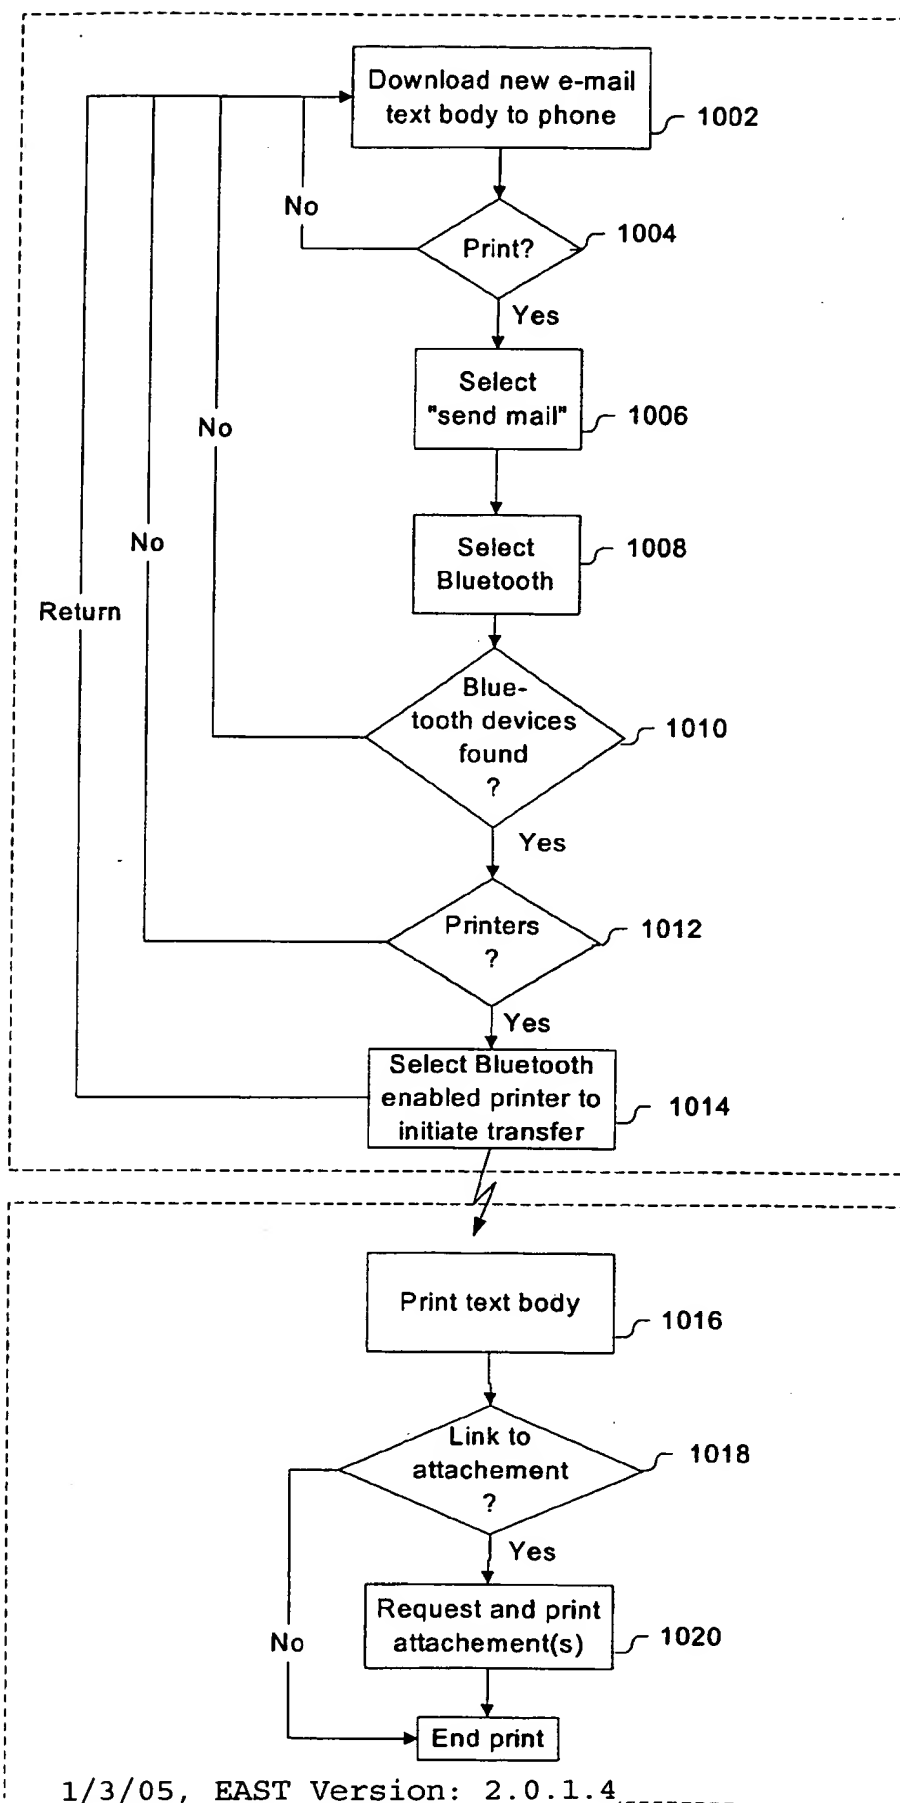 Download new e-mail
text body to phone
1002
No
Print?
1004
Yes
Select
"send mail"
1006
No
Select
Bluetooth
1008
No
Return
Blue-
tooth devices
found
?
1010
Yes
Printers
?
1012
Yes
Select Bluetooth
enabled printer to
initiate transfer
1014
Print text body
1016
Link to
attachement
?
1018
Yes
Request and print
attachement(s)
1020
No
End print
1/3/05, EAST Version: 2.0.1.4